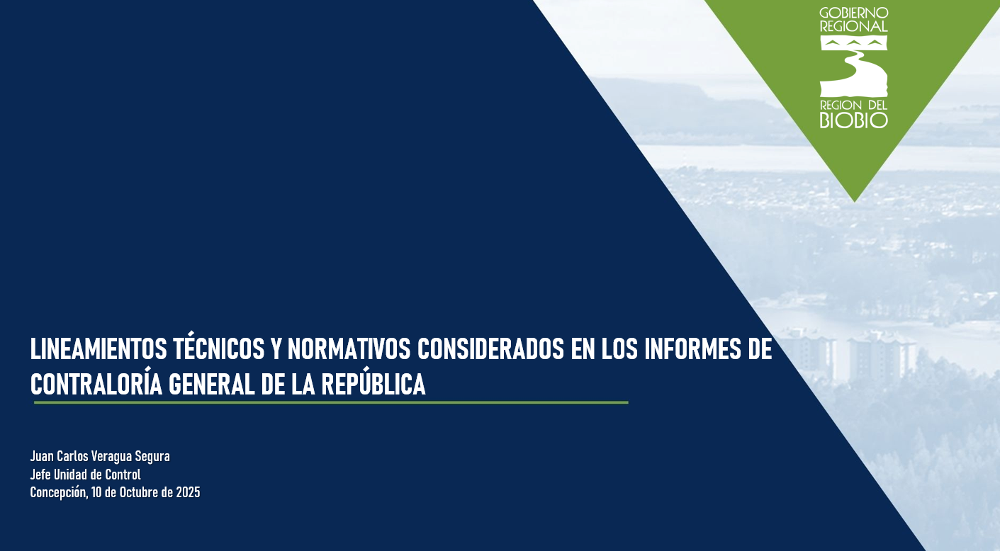 GOBIERNO
REGIONAL
REGION DEL
BIOBIO
LINEAMIENTOS TÉCNICOS Y NORMATIVOS CONSIDERADOS EN LOS INFORMES DE
CONTRALORÍA GENERAL DE LA REPÚBLICA
Juan Carlos Veragua Segura
Jefe Unidad de Control
Concepción, 10 de Octubre de 2025